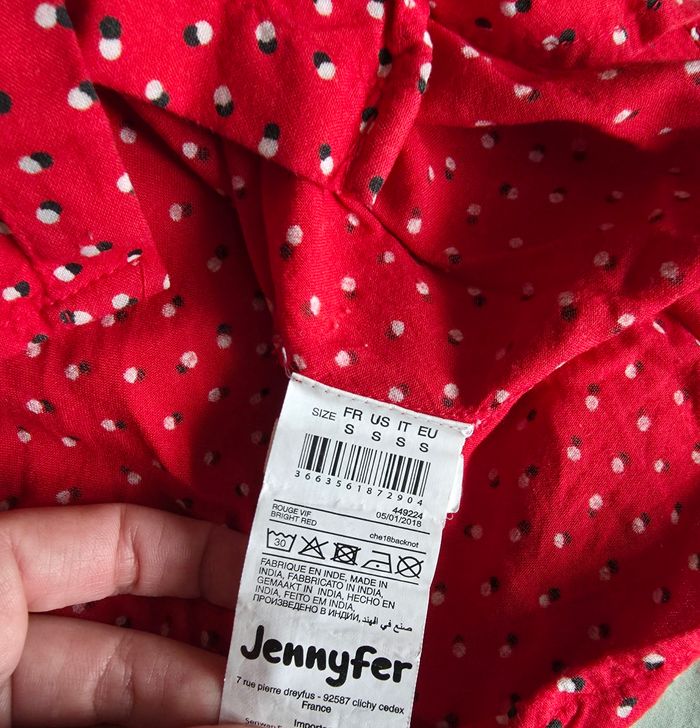 SIZE FR US IT EU
S S S S
3663561872904
449224
ROUGE VIF 05/01/2018
BRIGHT RED
che18backnot
30
FABRIQUE EN INDE, MADE IN
INDIA, FABBRICATO IN INDIA,
GEMAAKT IN INDIA, HECHO EN
INDIA, FEITO EM INDIA,
ПРОИЗВЕДЕНО В ИНДИИ, صنع في الهند
Jennyfer
7 rue pierre dreyfus - 92587 clichy cedex
France